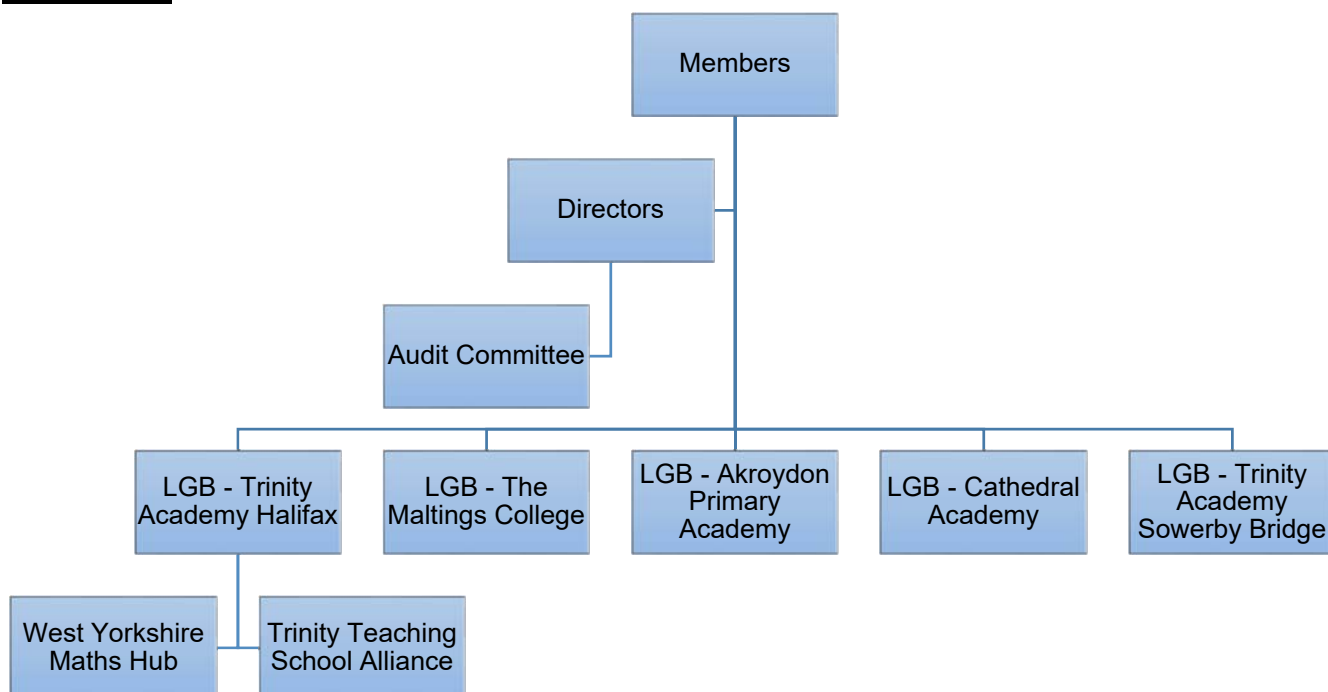 Members
Directors
Audit Committee
LGB - Trinity
Academy Halifax
LGB - The
Maltings College
LGB - Akroydon
Primary
Academy
LGB - Cathedral
Academy
LGB - Trinity
Academy
Sowerby Bridge
West Yorkshire
Maths Hub
Trinity Teaching
School Alliance